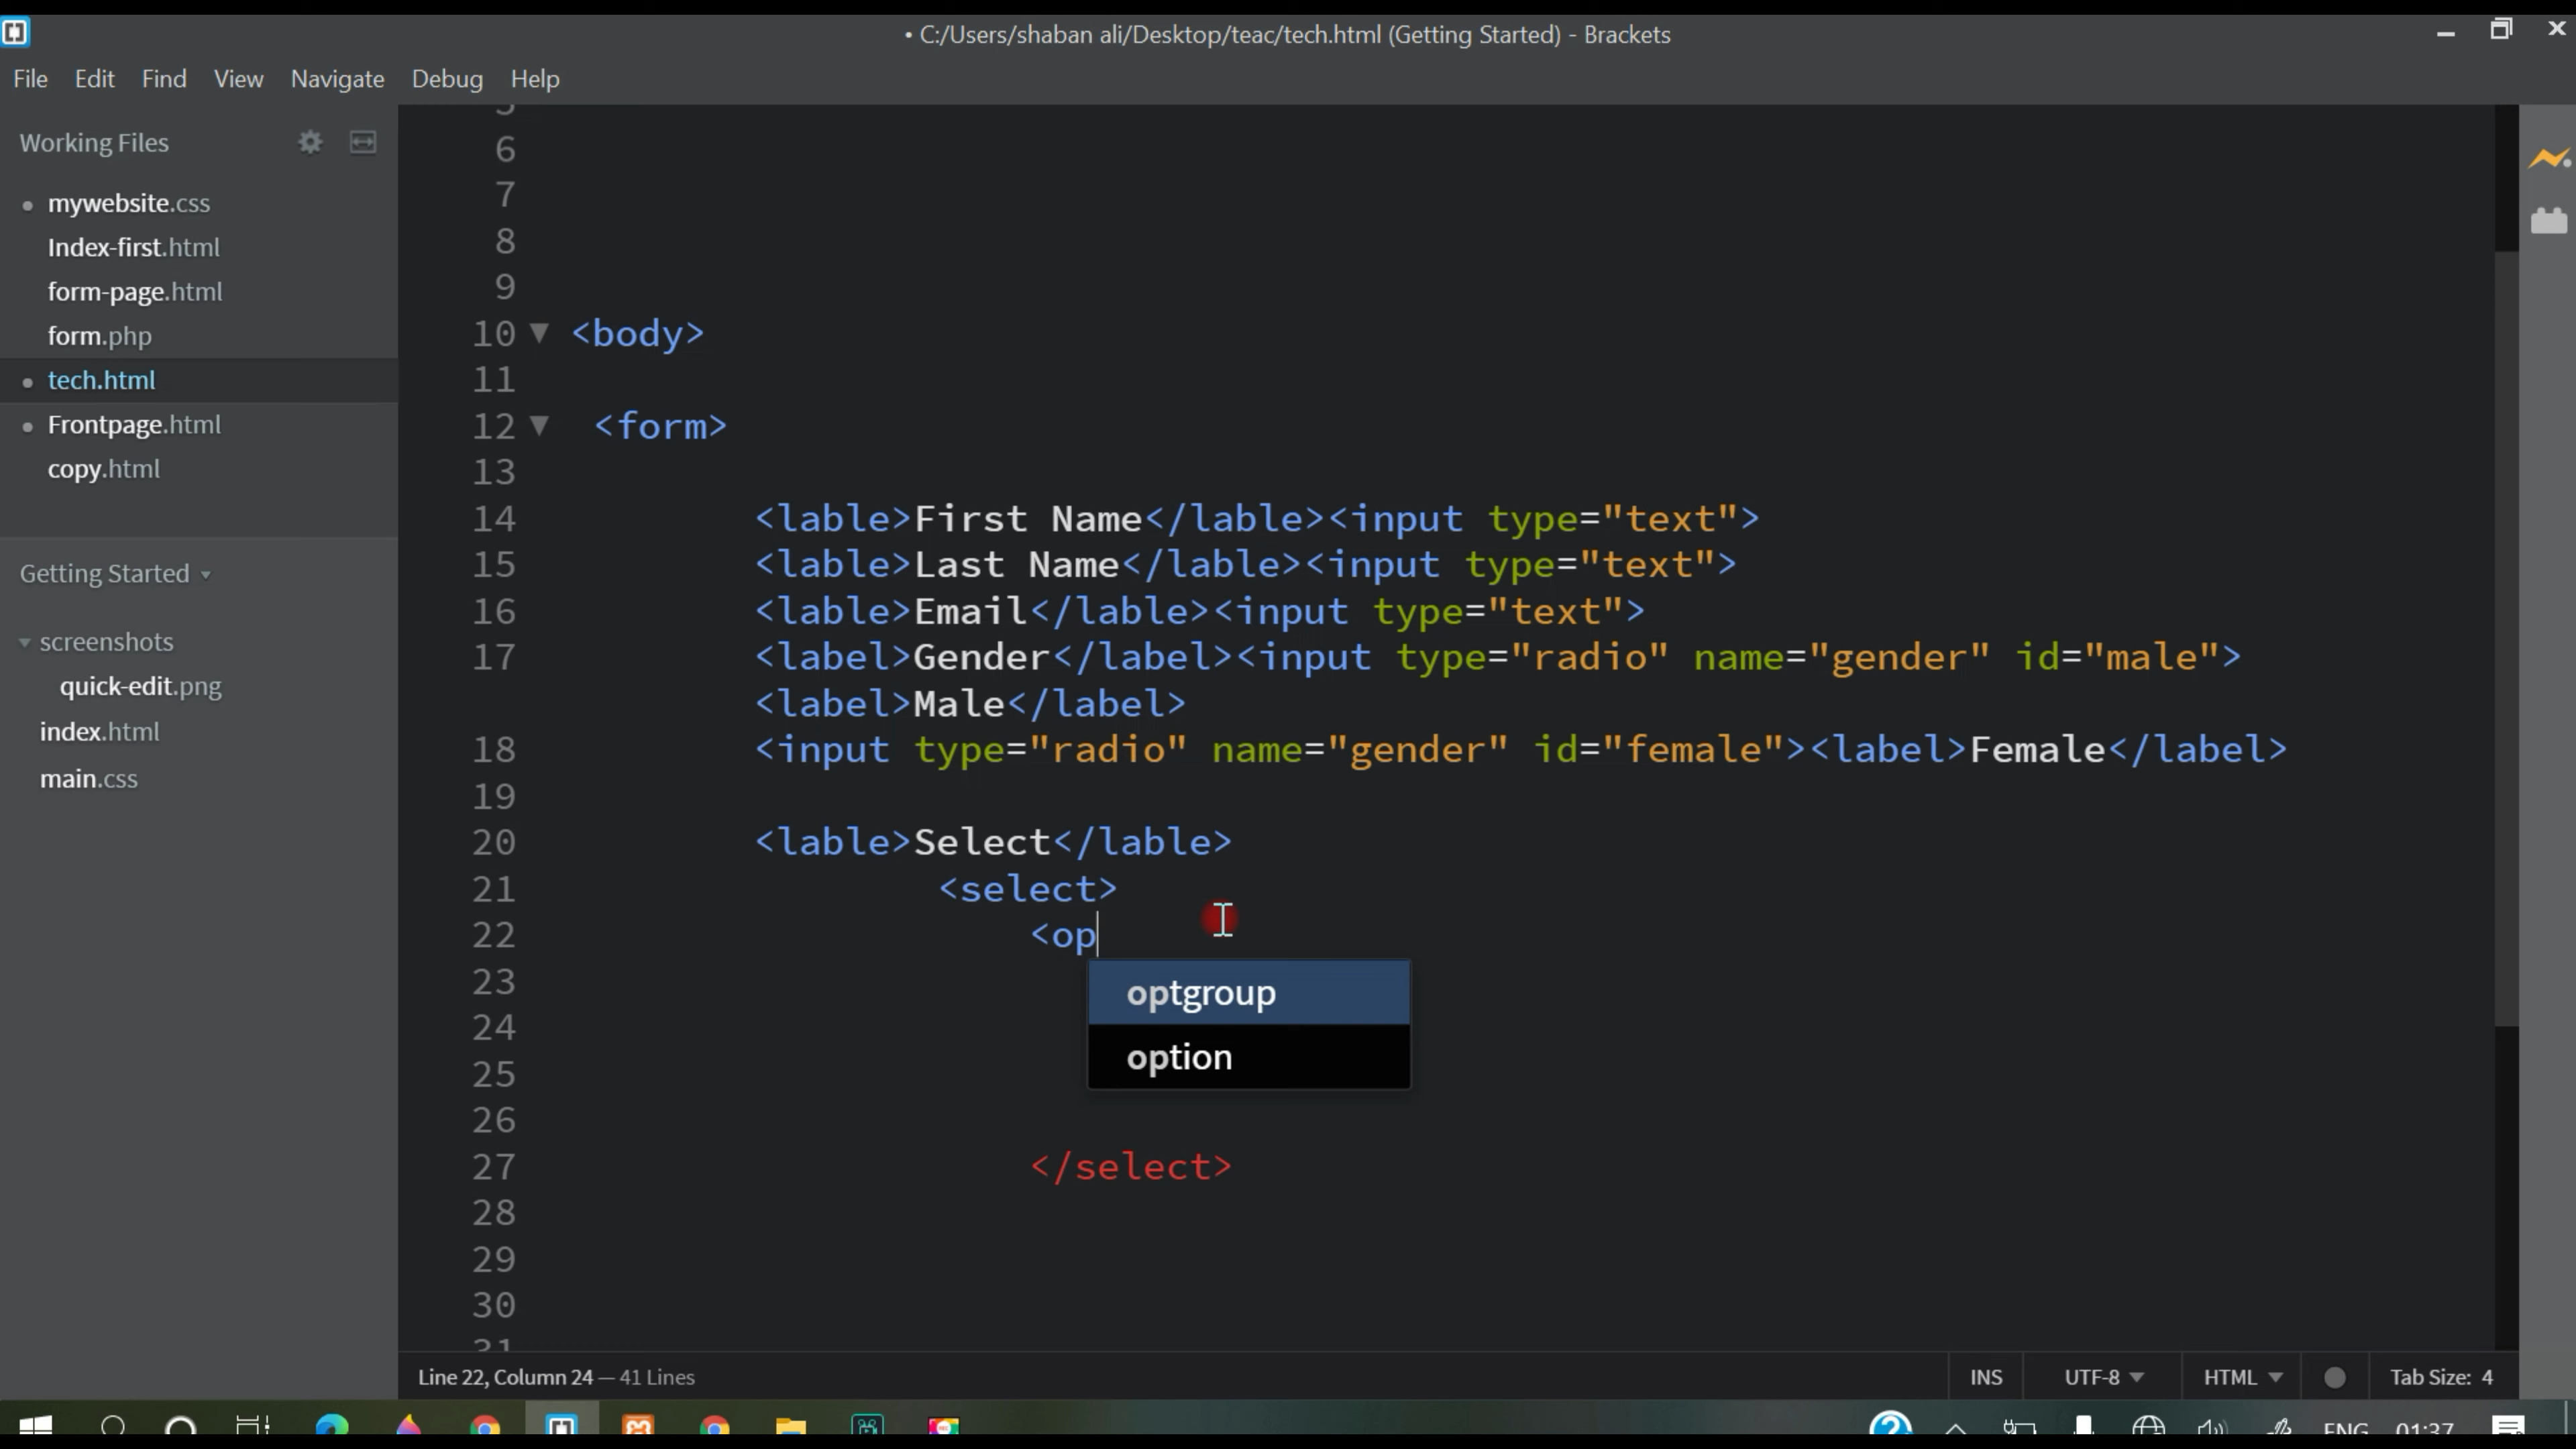 • C:/Users/shaban ali/Desktop/teac/tech.html (Getting Started) - Brackets
File Edit Find View Navigate Debug Help
Working Files
mywebsite.css
Index-first.html
form-page.html
form.php
tech.html
Frontpage.html
copy.html
Getting Started
screenshots
quick-edit.png
index.html
main.css
5
6
7
8
9
10 <body>
11
12 <form>
13
14 <lable>First Name</lable><input type="text">
15 <lable>Last Name</lable><input type="text">
16 <lable>Email</lable><input type="text">
17 <label>Gender</label><input type="radio" name="gender" id="male">
<label>Male</label>
18 <input type="radio" name="gender" id="female"><label>Female</label>
19
20 <lable>Select</lable>
21 <select>
22 <op
optgroup
option
23
24
25
26
27 </select>
28
29
30
31
Line 22, Column 24 — 41 Lines
INS UTF-8 HTML Tab Size: 4
ENG 01:37